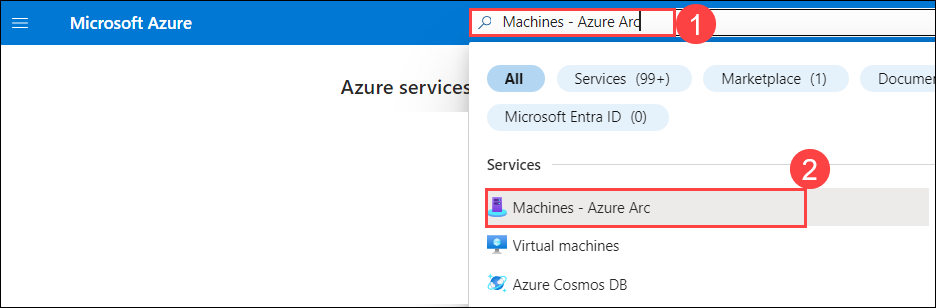 Microsoft Azure
Machines - Azure Arc
1
Azure services
All
Services (99+)
Marketplace (1)
Docume
Microsoft Entra ID (0)
Services
2
Machines - Azure Arc
Virtual machines
Azure Cosmos DB